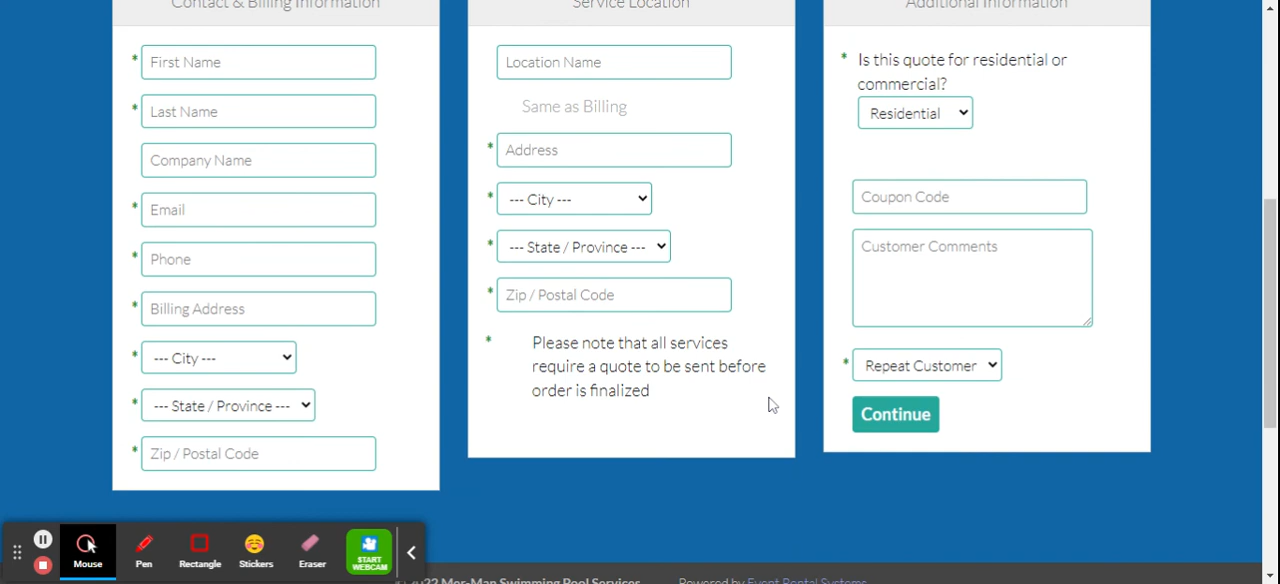 Contact & Billing Information
* First Name
* Last Name
Company Name
* Email
* Phone
* Billing Address
* --- City ---
* --- State / Province ---
* Zip / Postal Code
Service Location
Location Name
Same as Billing
* Address
* --- City ---
* --- State / Province ---
* Zip / Postal Code
* Please note that all services
require a quote to be sent before
order is finalized
Additional Information
* Is this quote for residential or
commercial?
Residential
Coupon Code
Customer Comments
* Repeat Customer
Continue
Mouse
Pen
Rectangle
Stickers
Eraser
START
WEBCAM
2022 Mer-Man Swimming Pool Services
Powered by Event Rental Systems